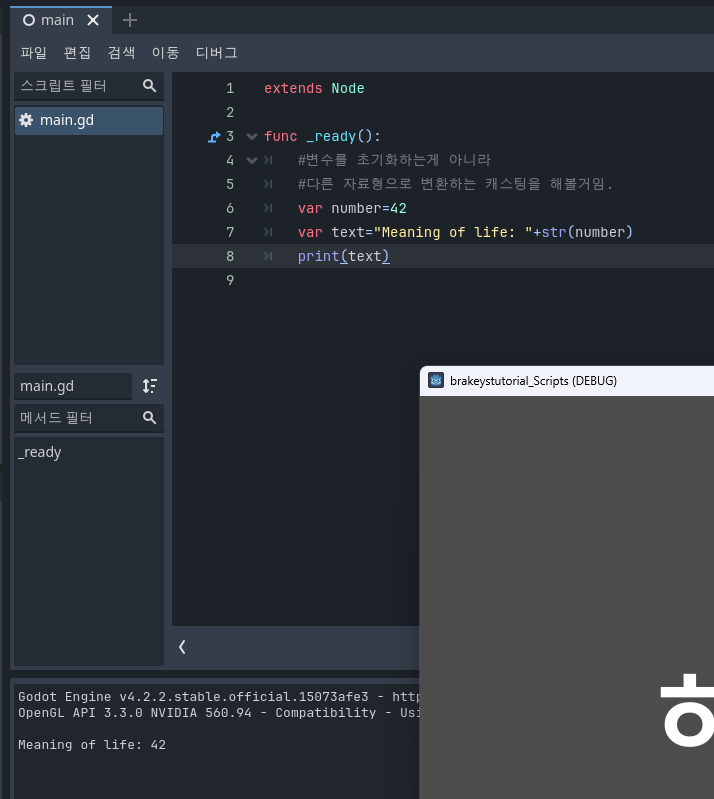 main
파일 편집 검색 이동 디버그
스크립트 필터
main.gd
main.gd
메서드 필터
_ready
1 extends Node
2
3 func _ready():
4 #변수를 초기화하는게 아니라
5 #다른 자료형으로 변환하는 캐스팅을 해볼거임.
6 var number=42
7 var text="Meaning of life: "+str(number)
8 print(text)
9
brakeystutorial_Scripts (DEBUG)
Godot Engine v4.2.2.stable.official.15073afe3 - http
OpenGL API 3.3.0 NVIDIA 560.94 - Compatibility - Usi
Meaning of life: 42